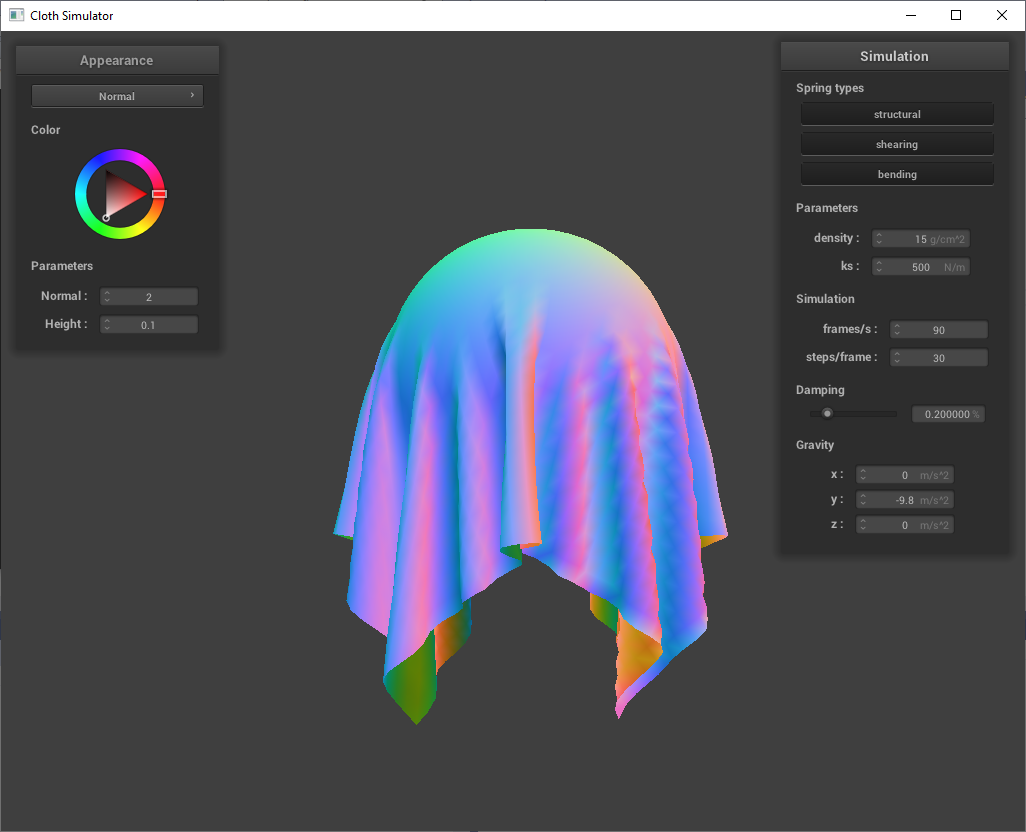 Cloth Simulator
Appearance
Normal
Color
Parameters
Normal : 2
Height : 0.1
Simulation
Spring types
structural
shearing
bending
Parameters
density : 15 g/cm^2
ks : 500 N/m
Simulation
frames/s : 90
steps/frame : 30
Damping
0.200000 %
Gravity
x : 0 m/s^2
y : -9.8 m/s^2
z : 0 m/s^2